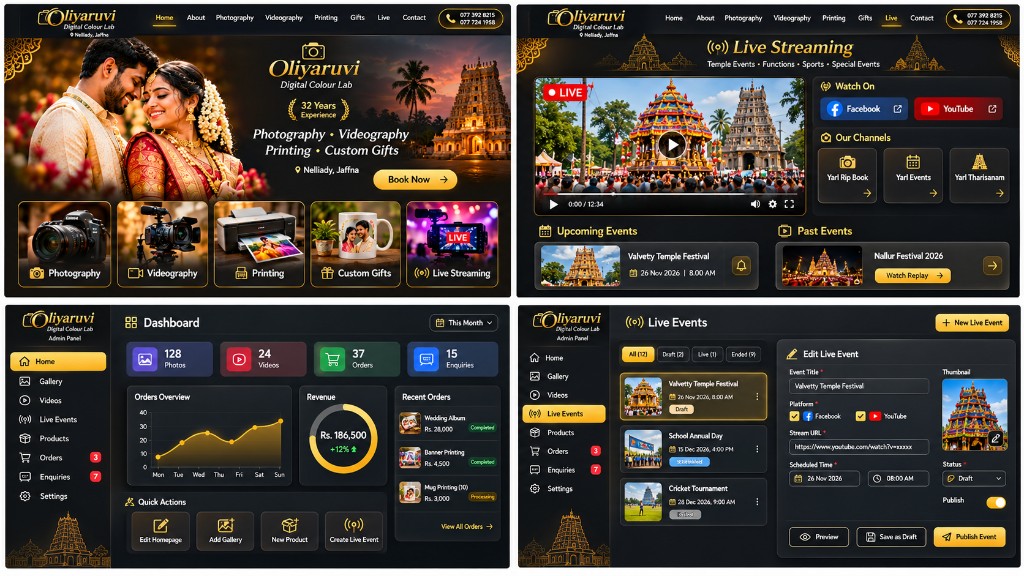 Oliyaruvi
Digital Colour Lab
Nelliady, Jaffna
Home
About
Photography
Videography
Printing
Gifts
Live
Contact
077 392 8215
077 724 1958
Oliyaruvi
Digital Colour Lab
32 Years
Experience
Photography • Videography
Printing • Custom Gifts
Nelliady, Jaffna
Book Now →
Photography
Videography
Printing
Custom Gifts
LIVE
Live Streaming
Oliyaruvi
Digital Colour Lab
Nelliady, Jaffna
Home
About
Photography
Videography
Printing
Gifts
Live
Contact
077 392 8215
077 724 1958
Live Streaming
Temple Events • Functions • Sports • Special Events
LIVE
0:00 / 12:34
Watch On
Facebook
YouTube
Our Channels
Yarl Rip Book
Yarl Events
Yarl Tharisanam
Upcoming Events
Valvetty Temple Festival
26 Nov 2026 | 8.00 AM
Past Events
Nallur Festival 2026
Watch Replay →
Oliyaruvi
Digital Colour Lab
Admin Panel
Home
Gallery
Videos
Live Events
Products
Orders 3
Enquiries 7
Settings
Dashboard
This Month
128
Photos
24
Videos
37
Orders
15
Enquiries
Orders Overview
40
30
20
10
0
Mon Tue Wed Thu Fri Sat Sun
Revenue
Rs. 186,500
+12%
Recent Orders
Wedding Album
Rs. 28,000 Completed
Banner Printing
Rs. 4,500 Completed
Mug Printing (10)
Rs. 3,000 Processing
View All Orders →
Quick Actions
Edit Homepage
Add Gallery
New Product
Create Live Event
Oliyaruvi
Digital Colour Lab
Admin Panel
Home
Gallery
Videos
Live Events
Products
Orders 3
Enquiries 7
Settings
Live Events
+ New Live Event
All (12)
Draft (2)
Live (1)
Ended (9)
Valvetty Temple Festival
26 Nov 2026, 8.00 AM
Draft
School Annual Day
15 Dec 2026, 4:00 PM
Cricket Tournament
28 Dec 2026, 9:00 AM
Edit Live Event
Event Title *
Valvetty Temple Festival
Platform *
Facebook
YouTube
Stream URL *
https://www.youtube.com/watch?v=xxxxx
Scheduled Time *
26 Nov 2026
08:00 AM
Thumbnail
Status *
Draft
Publish
Preview
Save as Draft
Publish Event